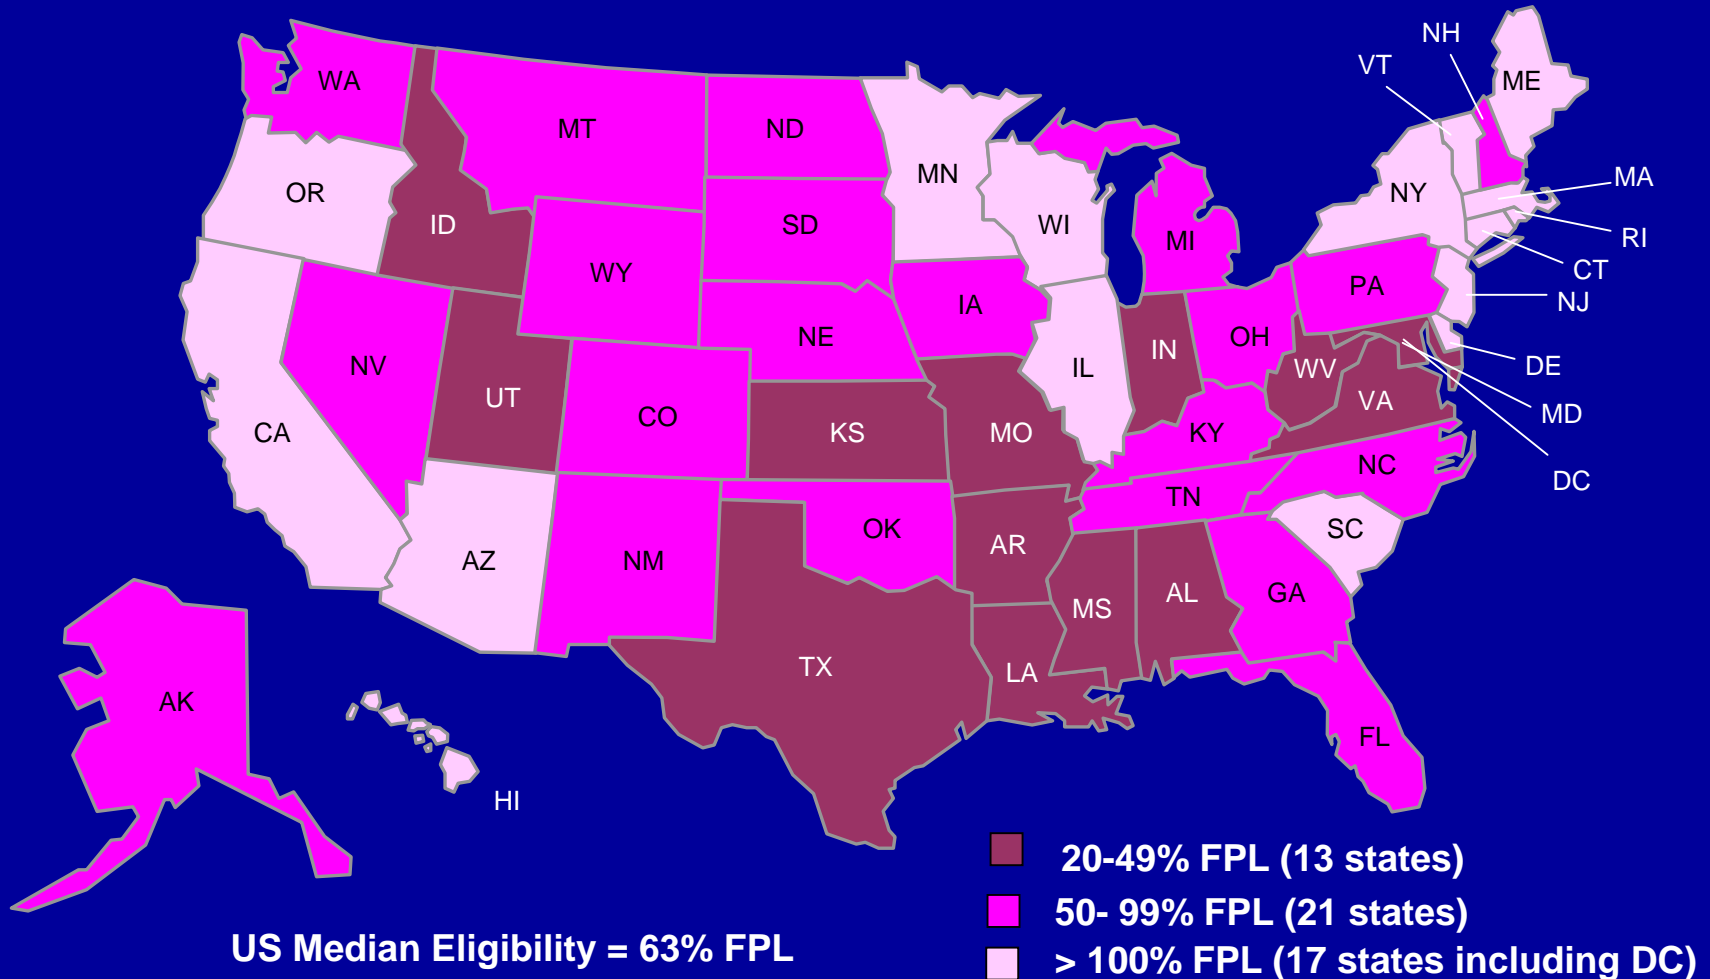 NH
VT
ME
WA
MT
ND
MN
OR
ID
SD
WI
NY
MA
MI
RI
WY
CT
PA
NJ
IA
NE
OH
IN
DE
NV
IL
WV
UT
VA
MD
CO
CA
KS
MO
KY
NC
DC
TN
OK
SC
AR
AZ
NM
MS
AL
GA
TX
LA
AK
FL
HI
20-49% FPL (13 states)
50- 99% FPL (21 states)
US Median Eligibility = 63% FPL
> 100% FPL (17 states including DC)